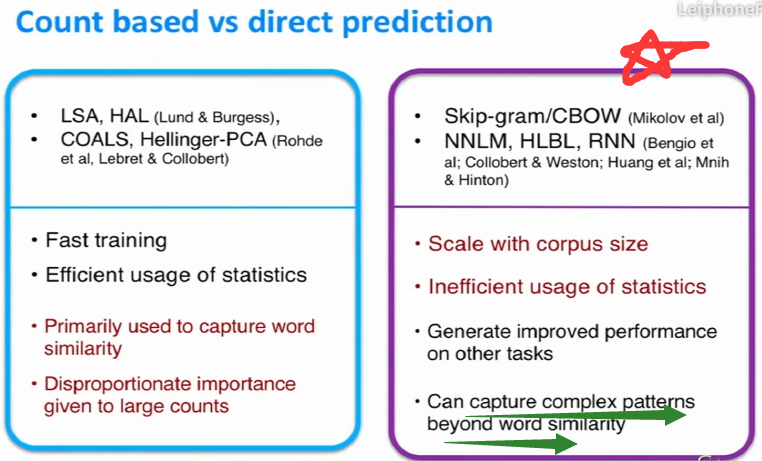 LeiphoneF
Count based vs direct prediction
• LSA, HAL (Lund & Burgess),
• COALS, Hellinger-PCA (Rohde
et al, Lebret & Collobert)
• Fast training
• Efficient usage of statistics
• Primarily used to capture word
similarity
• Disproportionate importance
given to large counts
• Skip-gram/CBOW (Mikolov et al)
• NNLM, HLBL, RNN (Bengio et
al; Collobert & Weston; Huang et al; Mnih
& Hinton)
• Scale with corpus size
• Inefficient usage of statistics
• Generate improved performance
on other tasks
• Can capture complex patterns
beyond word similarity